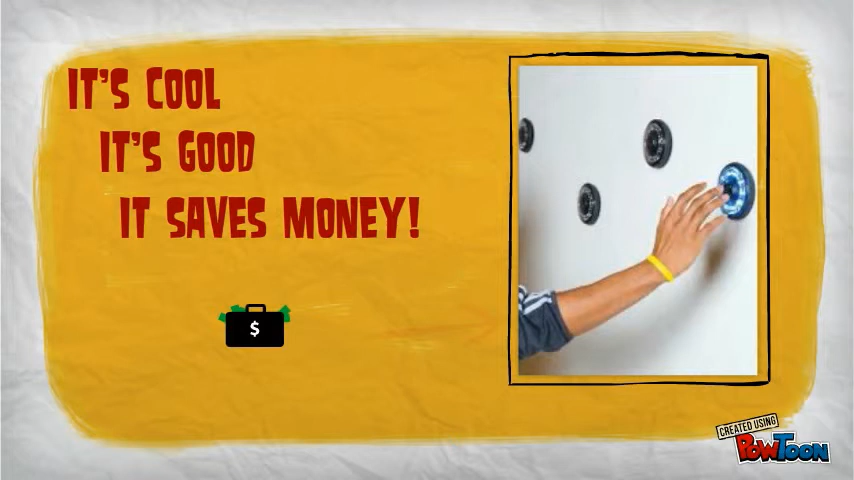 IT'S COOL
IT'S GOOD
IT SAVES MONEY!
$
CREATED USING
POWTOON